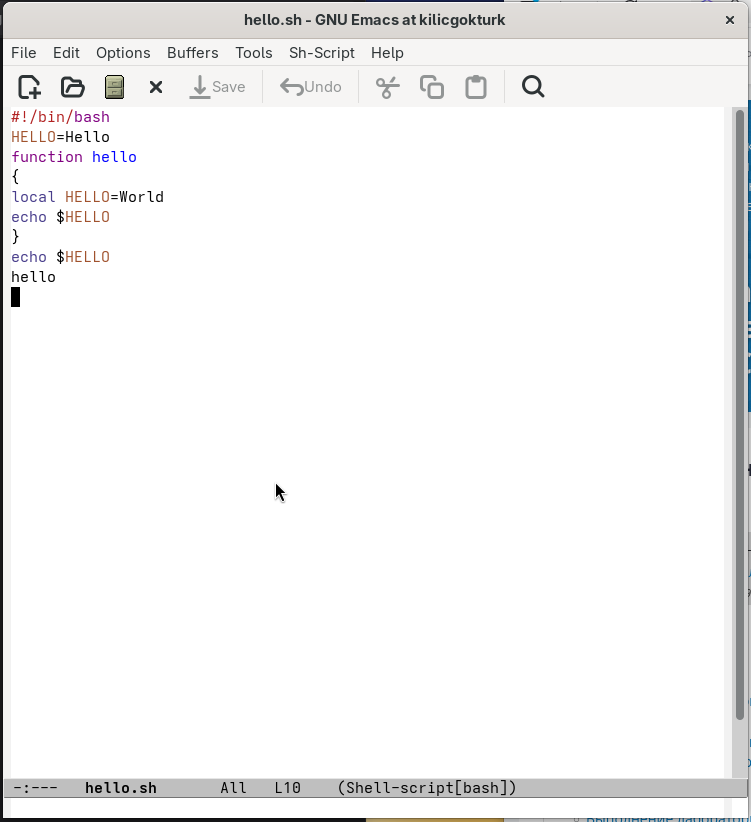 hello.sh - GNU Emacs at kilicgokturk
File Edit Options Buffers Tools Sh-Script Help
Save Undo
#!/bin/bash
HELLO=Hello
function hello
{
local HELLO=World
echo $HELLO
}
echo $HELLO
hello
-:--- hello.sh All L10 (Shell-script[bash])